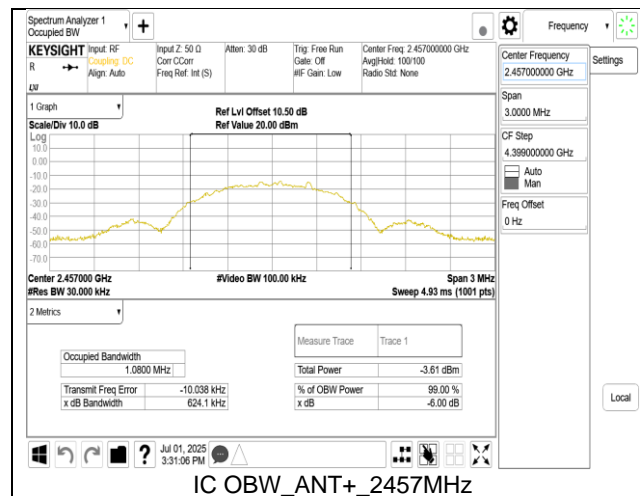 Spectrum Analyzer 1
Occupied BW
Frequency
KEYSIGHT
R
Input: RF
Coupling: DC
Align: Auto
Input Z: 50 Ω
Corr CCorr
Freq Ref: Int (S)
Atten: 30 dB
Trig: Free Run
Gate: Off
#IF Gain: Low
Center Freq: 2.457000000 GHz
Avg|Hold: 100/100
Radio Std: None
Center Frequency
2.457000000 GHz
Settings
Span
3.0000 MHz
CF Step
4.399000000 GHz
Auto
Man
Freq Offset
0 Hz
1 Graph
Scale/Div 10.0 dB
Ref Lvl Offset 10.50 dB
Ref Value 20.00 dBm
Log
10.0
0.00
-10.0
-20.0
-30.0
-40.0
-50.0
-60.0
-70.0
Center 2.457000 GHz
#Video BW 100.00 kHz
Span 3 MHz
#Res BW 30.000 kHz
Sweep 4.93 ms (1001 pts)
2 Metrics
Measure Trace
Trace 1
Occupied Bandwidth
1.0800 MHz
Total Power
-3.61 dBm
Transmit Freq Error
-10.038 kHz
% of OBW Power
99.00 %
x dB Bandwidth
624.1 kHz
x dB
-6.00 dB
Local
?
Jul 01, 2025
3:31:06 PM
IC OBW_ANT+_2457MHz